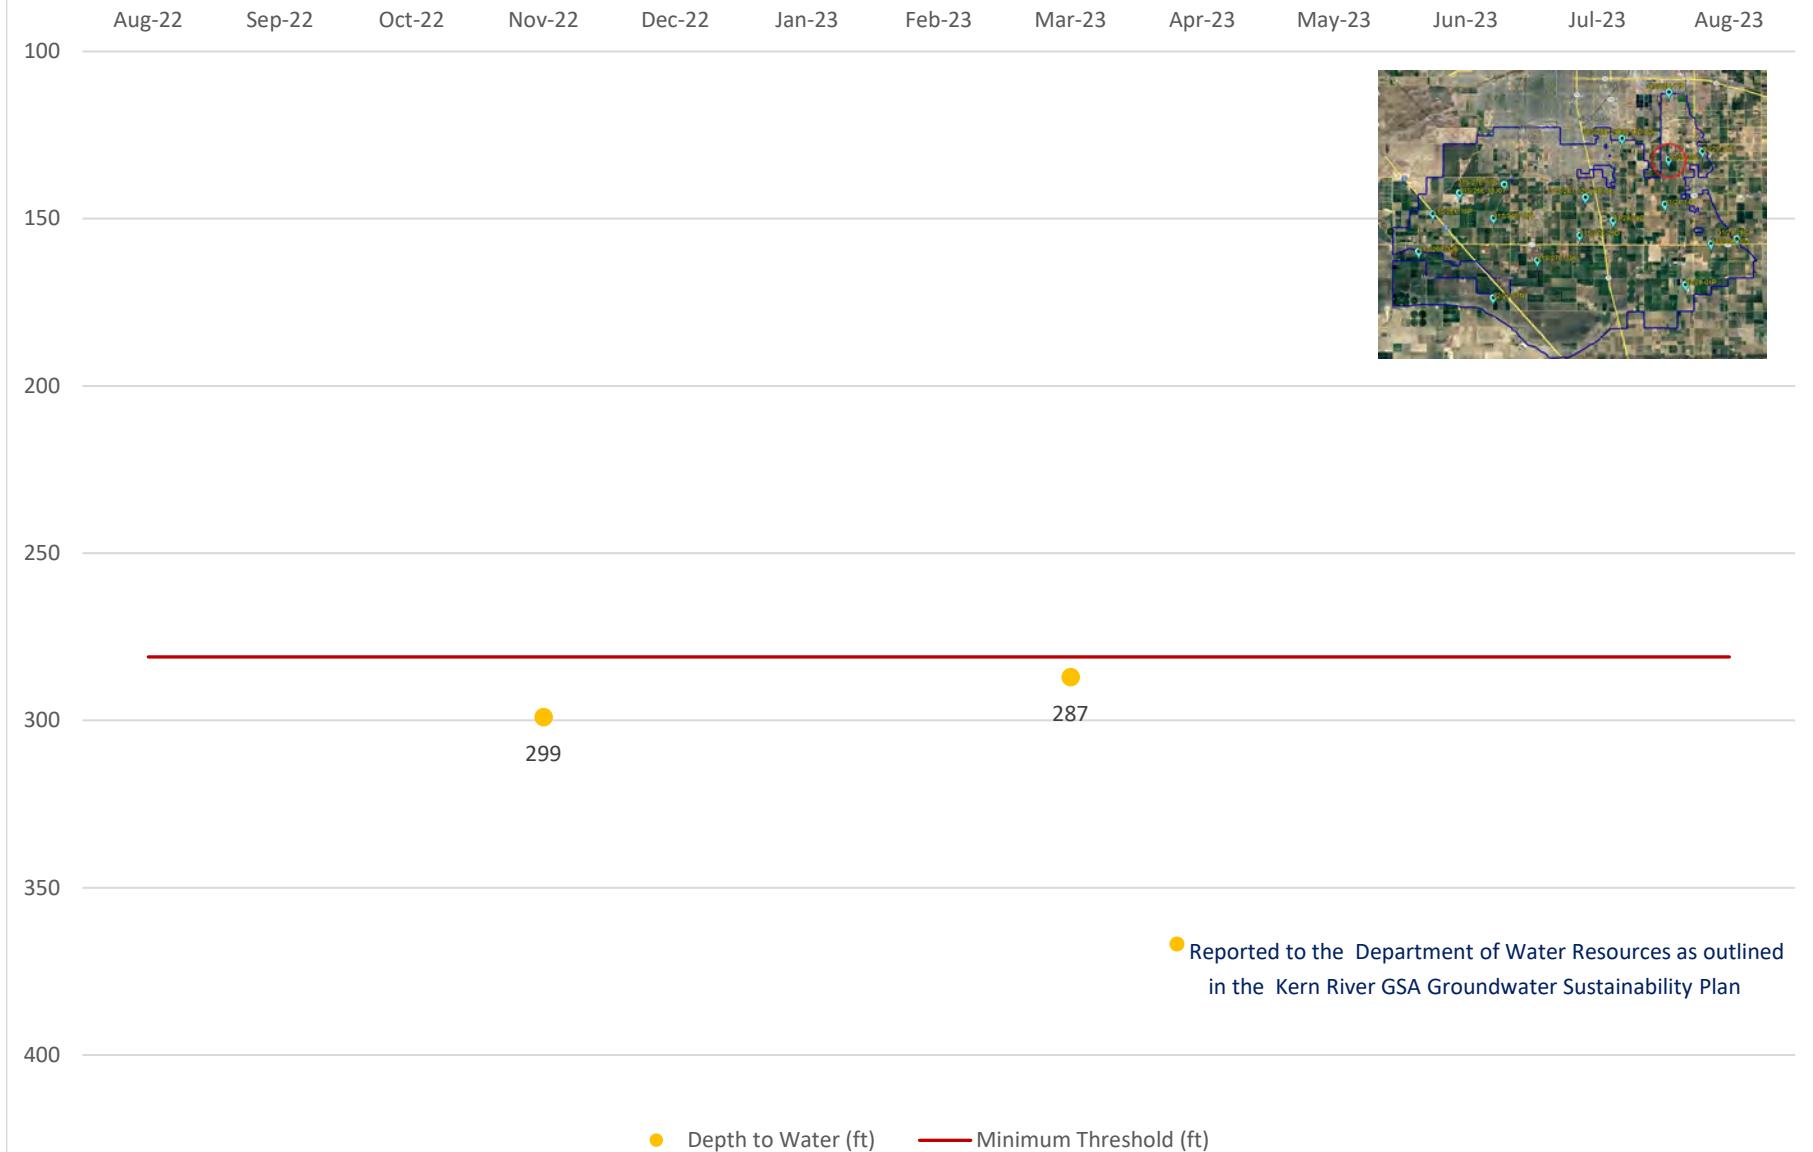 Aug-22 Sep-22 Oct-22 Nov-22 Dec-22 Jan-23 Feb-23 Mar-23 Apr-23 May-23 Jun-23 Jul-23 Aug-23
100
150
200
250
300
350
400
299
287
Reported to the Department of Water Resources as outlined
in the Kern River GSA Groundwater Sustainability Plan
Depth to Water (ft) Minimum Threshold (ft)